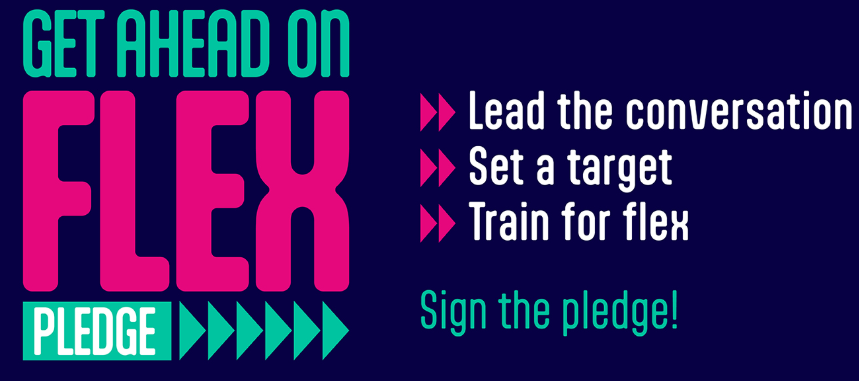 GET AHEAD ON
FLEX
PLEDGE
Lead the conversation
Set a target
Train for flex
Sign the pledge!